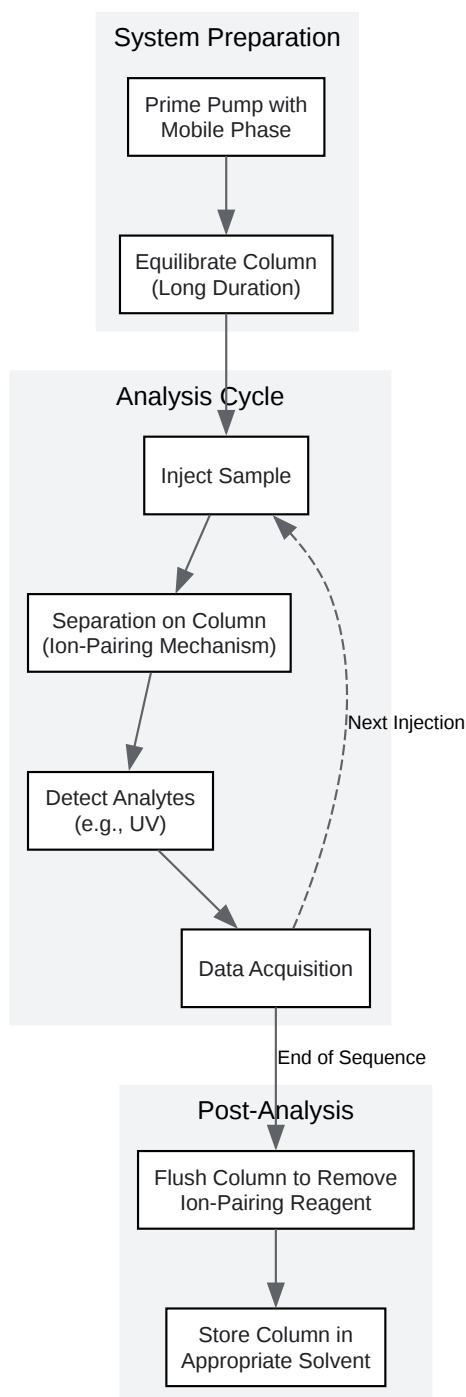 System Preparation
Prime Pump with
Mobile Phase
Equilibrate Column
(Long Duration)
Analysis Cycle
Inject Sample
Separation on Column
(Ion-Pairing Mechanism)
Next Injection
Detect Analytes
(e.g., UV)
Data Acquisition
End of Sequence
Post-Analysis
Flush Column to Remove
Ion-Pairing Reagent
Store Column in
Appropriate Solvent